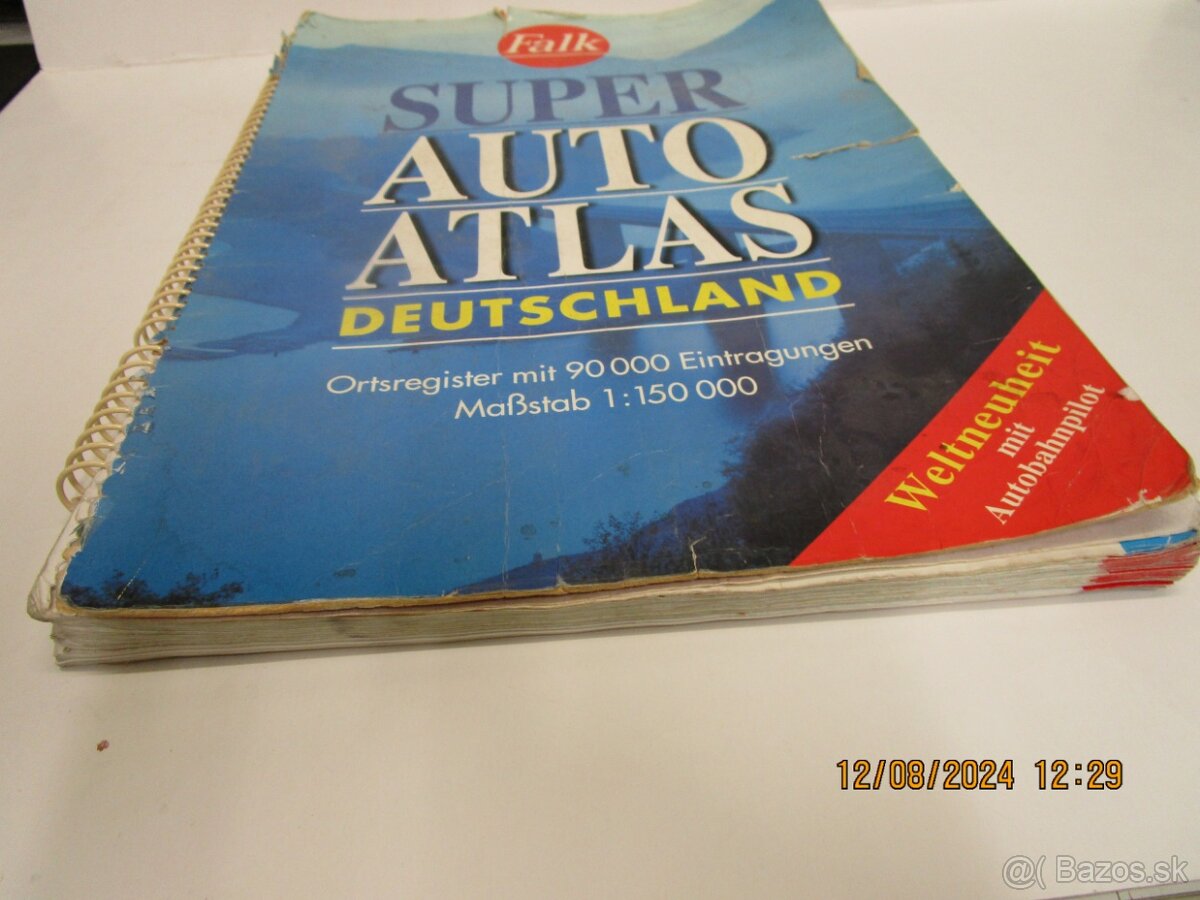 Falk
SUPER
AUTO
ATLAS
DEUTSCHLAND
Ortsregister mit 90 000 Eintragungen
Maßstab 1:150 000
Weltneuheit
mit
Autobahnpilot
12/08/2024 12:29
@( Bazos.sk